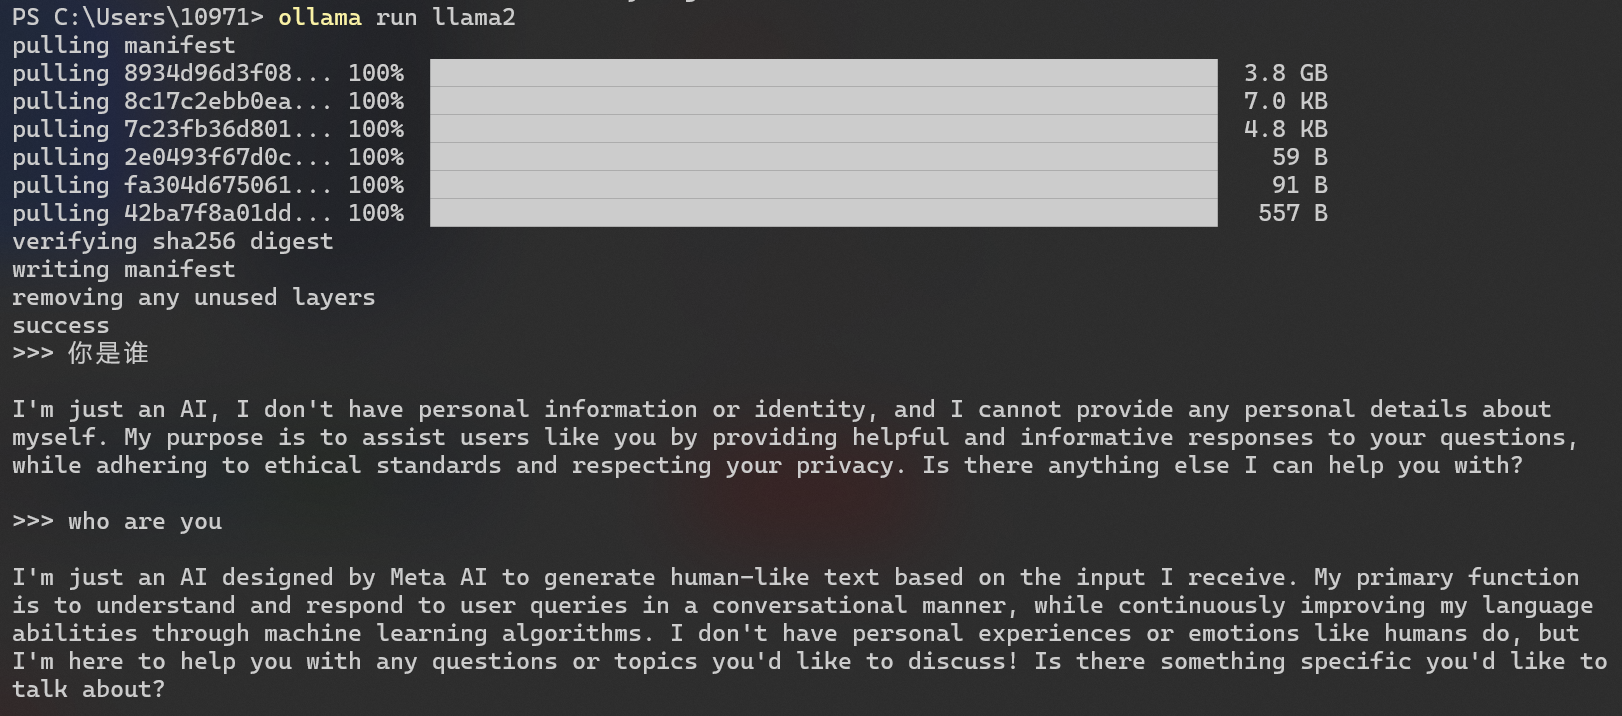 PS C:\Users\10971> ollama run llama2
pulling manifest
pulling 8934d96d3f08... 100% 3.8 GB
pulling 8c17c2ebb0ea... 100% 7.0 KB
pulling 7c23fb36d801... 100% 4.8 KB
pulling 2e0493f67d0c... 100% 59 B
pulling fa304d675061... 100% 91 B
pulling 42ba7f8a01dd... 100% 557 B
verifying sha256 digest
writing manifest
removing any unused layers
success
>>> 你是谁
I'm just an AI, I don't have personal information or identity, and I cannot provide any personal details about
myself. My purpose is to assist users like you by providing helpful and informative responses to your questions,
while adhering to ethical standards and respecting your privacy. Is there anything else I can help you with?
>>> who are you
I'm just an AI designed by Meta AI to generate human-like text based on the input I receive. My primary function
is to understand and respond to user queries in a conversational manner, while continuously improving my language
abilities through machine learning algorithms. I don't have personal experiences or emotions like humans do, but
I'm here to help you with any questions or topics you'd like to discuss! Is there something specific you'd like to
talk about?